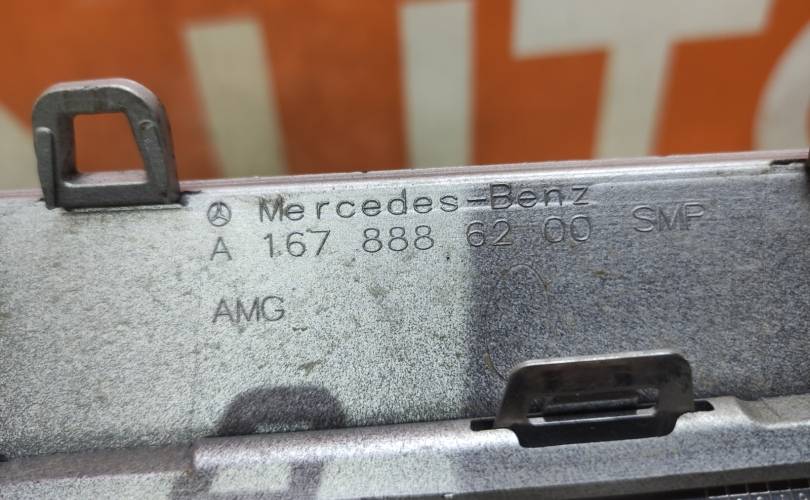 Mercedes-Benz
A 167 888 62 00 SMP
AMG